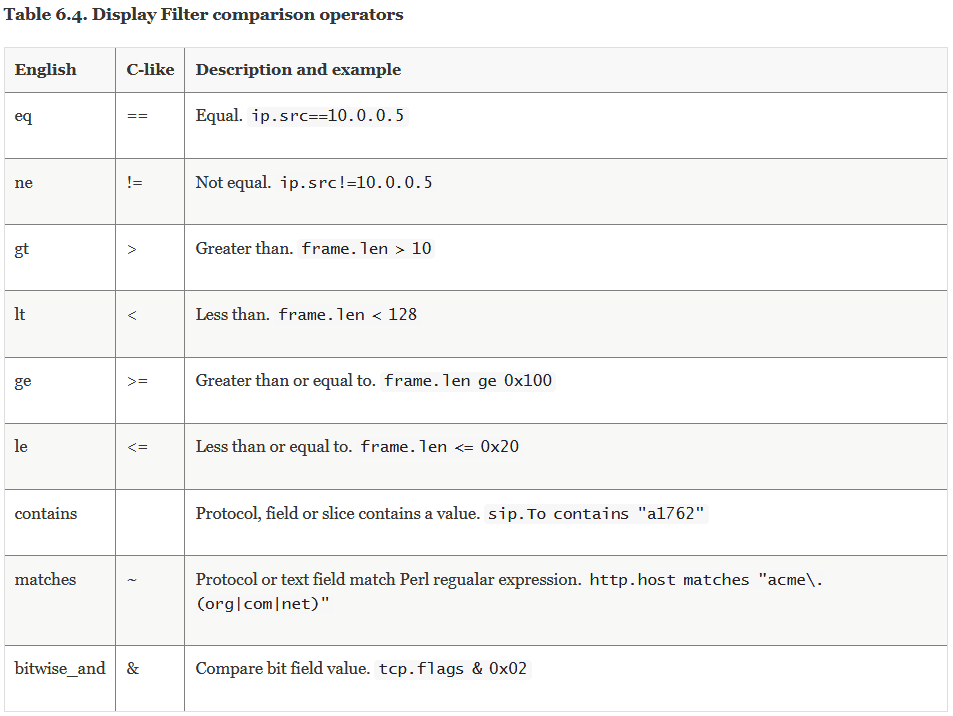 Table 6.4. Display Filter comparison operators
English C-like Description and example
eq == Equal. ip.src==10.0.0.5
ne != Not equal. ip.src!=10.0.0.5
gt > Greater than. frame.len > 10
lt < Less than. frame.len < 128
ge >= Greater than or equal to. frame.len ge 0x100
le <= Less than or equal to. frame.len <= 0x20
contains Protocol, field or slice contains a value. sip.To contains "a1762"
matches ~ Protocol or text field match Perl regualar expression. http.host matches "acme\.
(org|com|net)"
bitwise_and & Compare bit field value. tcp.flags & 0x02